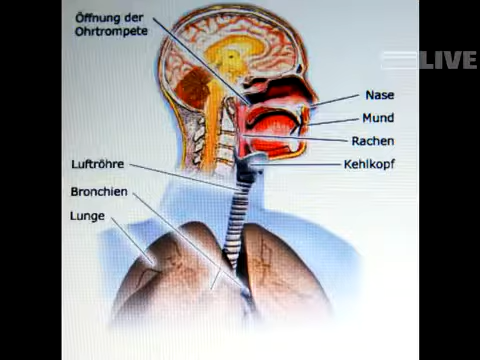 Öffnung der
Ohrtrompete
LIVE
Nase
Mund
Rachen
Kehlkopf
Luftröhre
Bronchien
Lunge